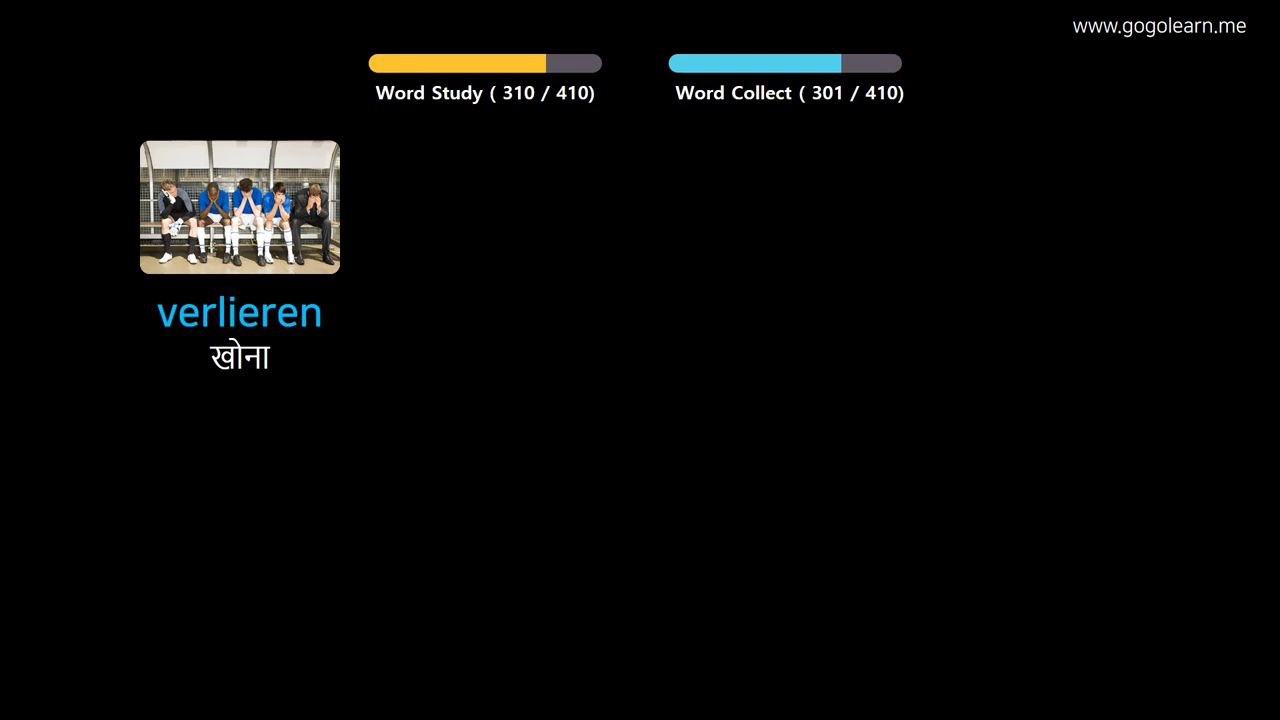 www.gogolearn.me
Word Study ( 310 / 410)
Word Collect ( 301 / 410)
verlieren
खोना